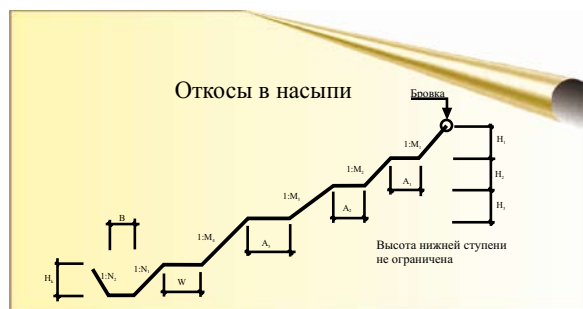 Откосы в насыпи
Бровка
1:M₁
H₁
1:M₂
A₁
H₂
1:M₃
A₂
H₃
B
1:M₄
A₃
Высота нижней ступени
не ограничена
Hₖ
1:N₂
1:N₁
W